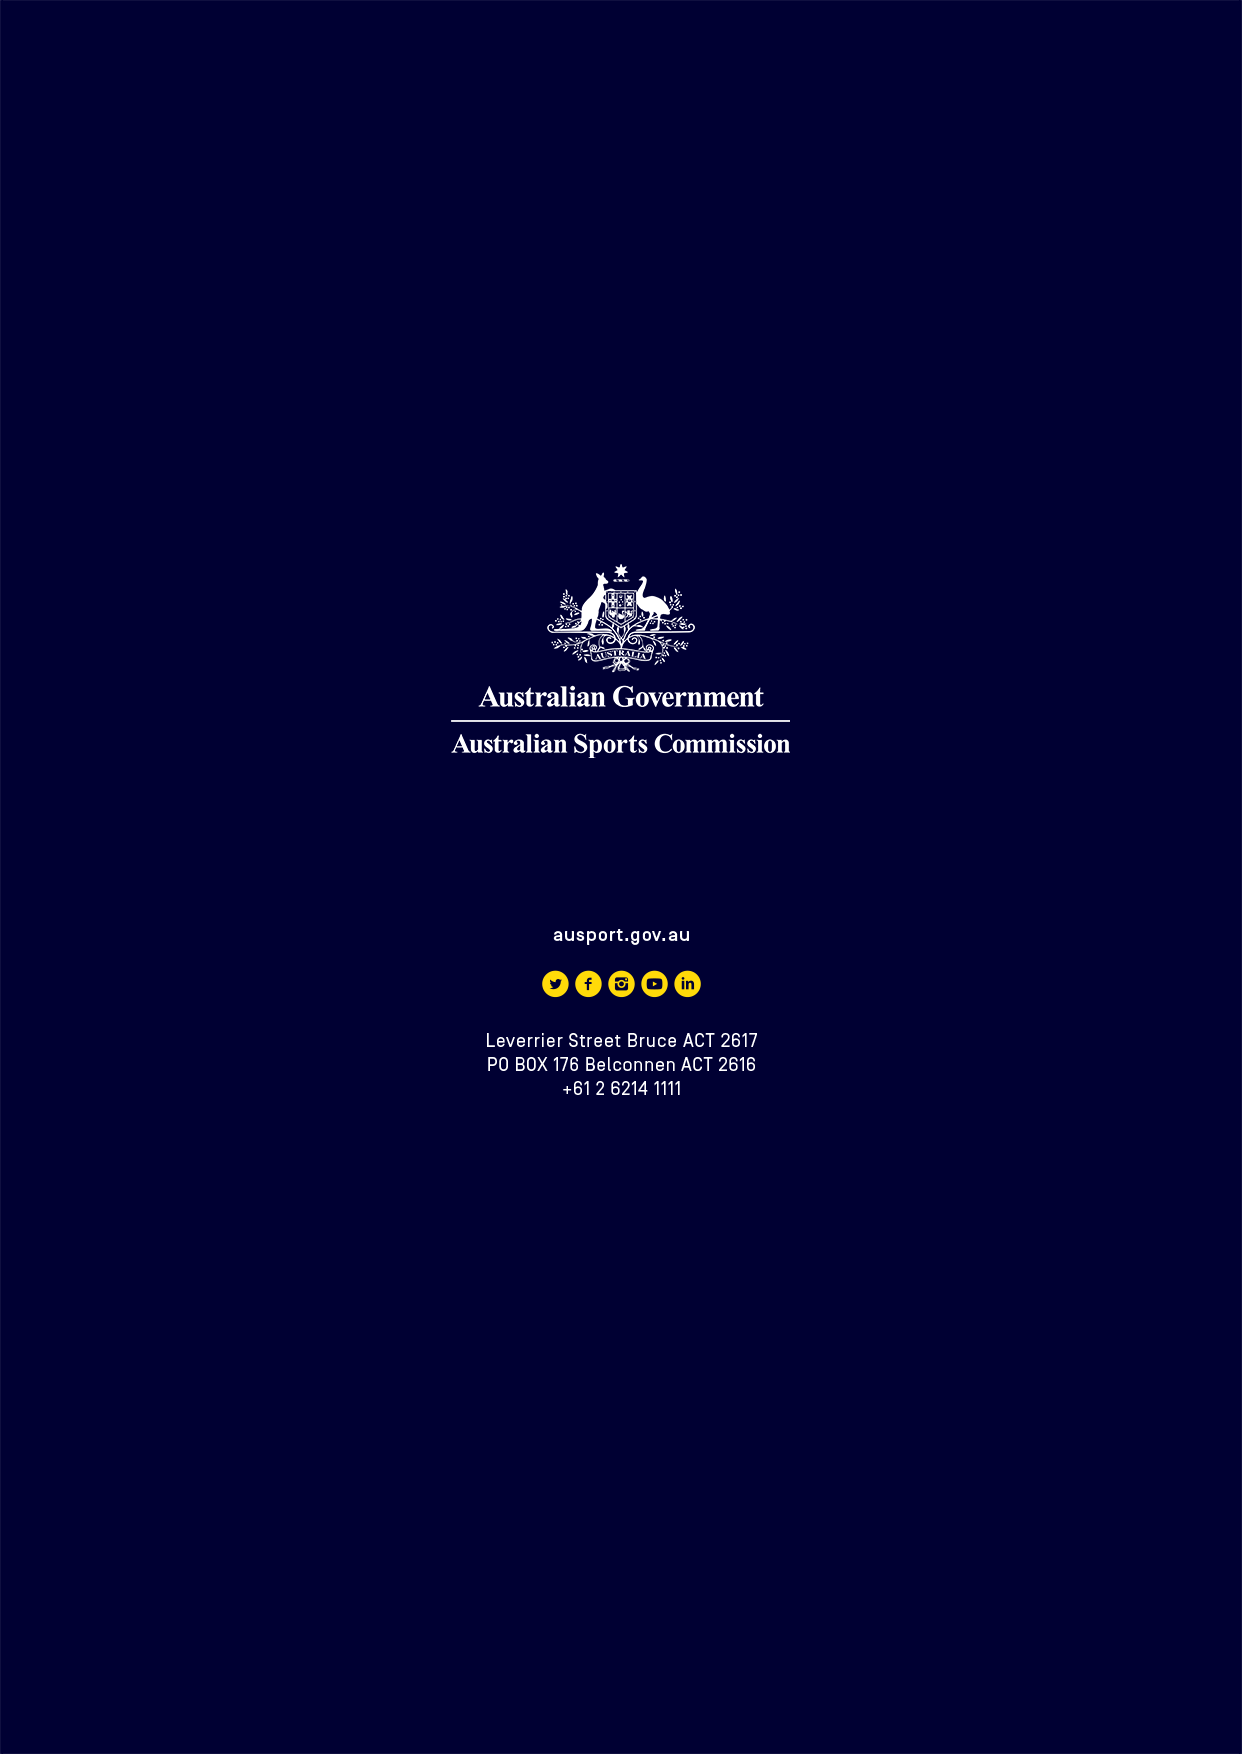 AUSTRALIA
Australian Government
Australian Sports Commission
ausport.gov.au
Leverrier Street Bruce ACT 2617
PO BOX 176 Belconnen ACT 2616
+61 2 6214 1111